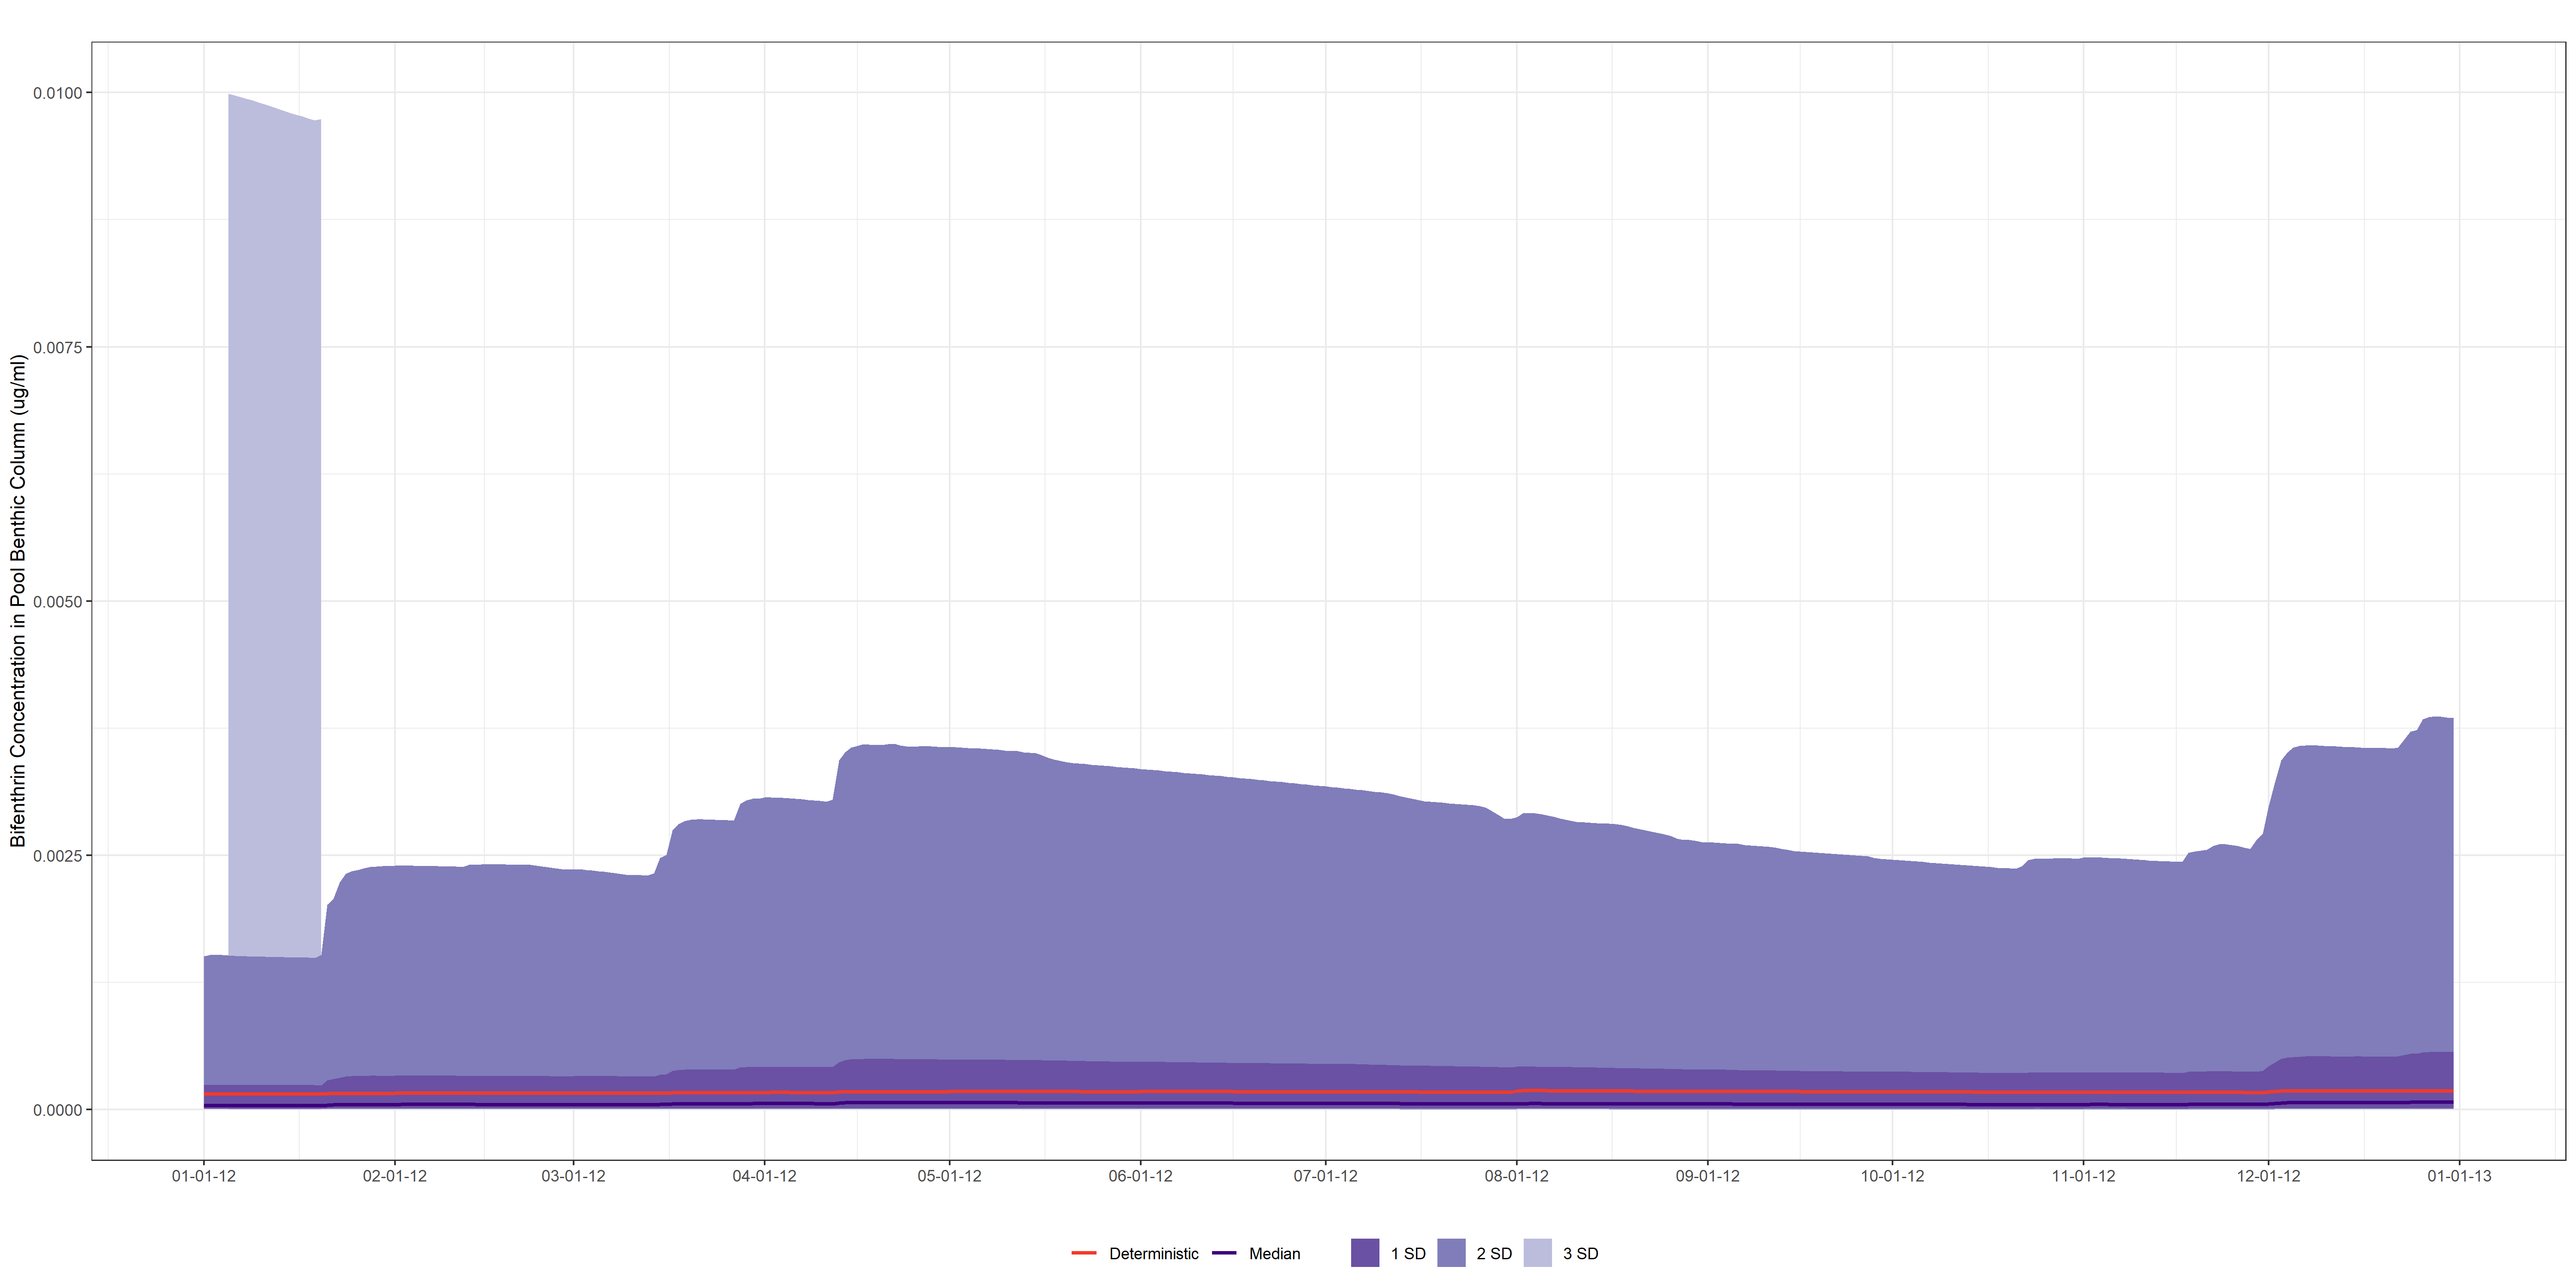 Bifenthrin Concentration in Pool Benthic Column (ug/ml)
0.0100
0.0075
0.0050
0.0025
0.0000
01-01-12 02-01-12 03-01-12 04-01-12 05-01-12 06-01-12 07-01-12 08-01-12 09-01-12 10-01-12 11-01-12 12-01-12 01-01-13
Deterministic Median 1 SD 2 SD 3 SD